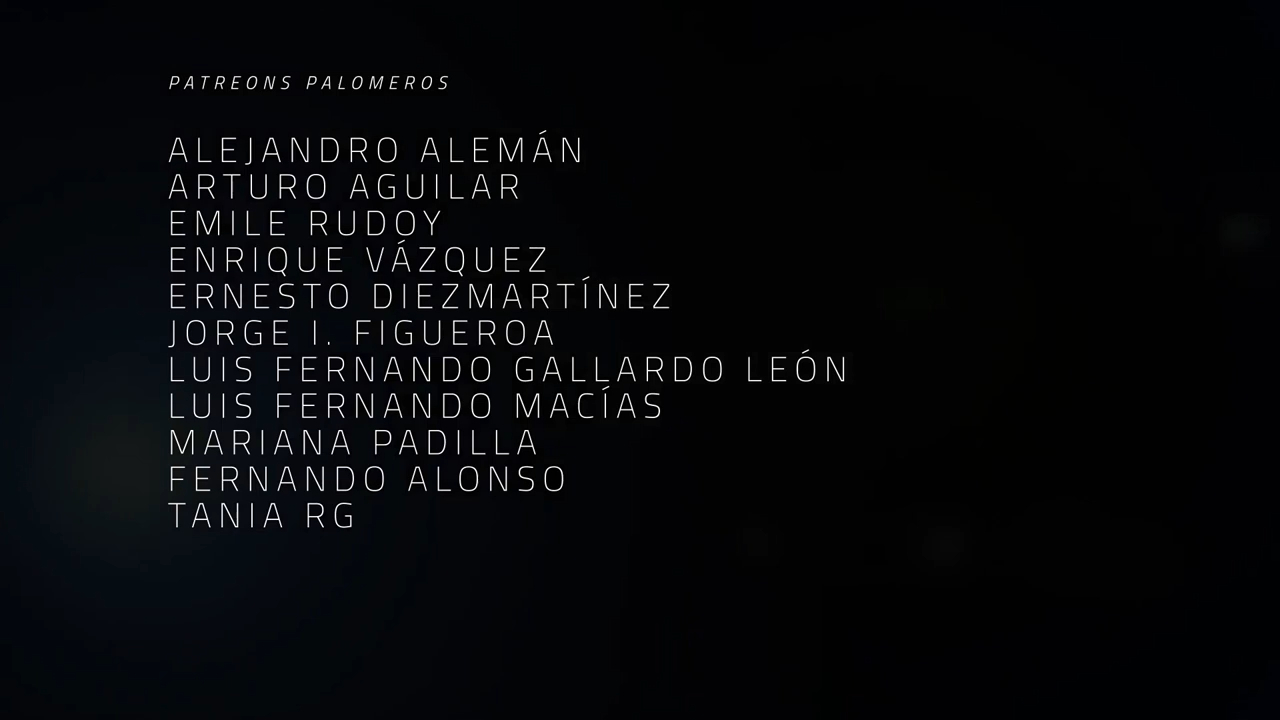 PATREONS PALOMEROS
ALEJANDRO ALEMÁN
ARTURO AGUILAR
EMILE RUDOY
ENRIQUE VÁZQUEZ
ERNESTO DIEZMARTÍNEZ
JORGE I. FIGUEROA
LUIS FERNANDO GALLARDO LEÓN
LUIS FERNANDO MACÍAS
MARIANA PADILLA
FERNANDO ALONSO
TANIA RG